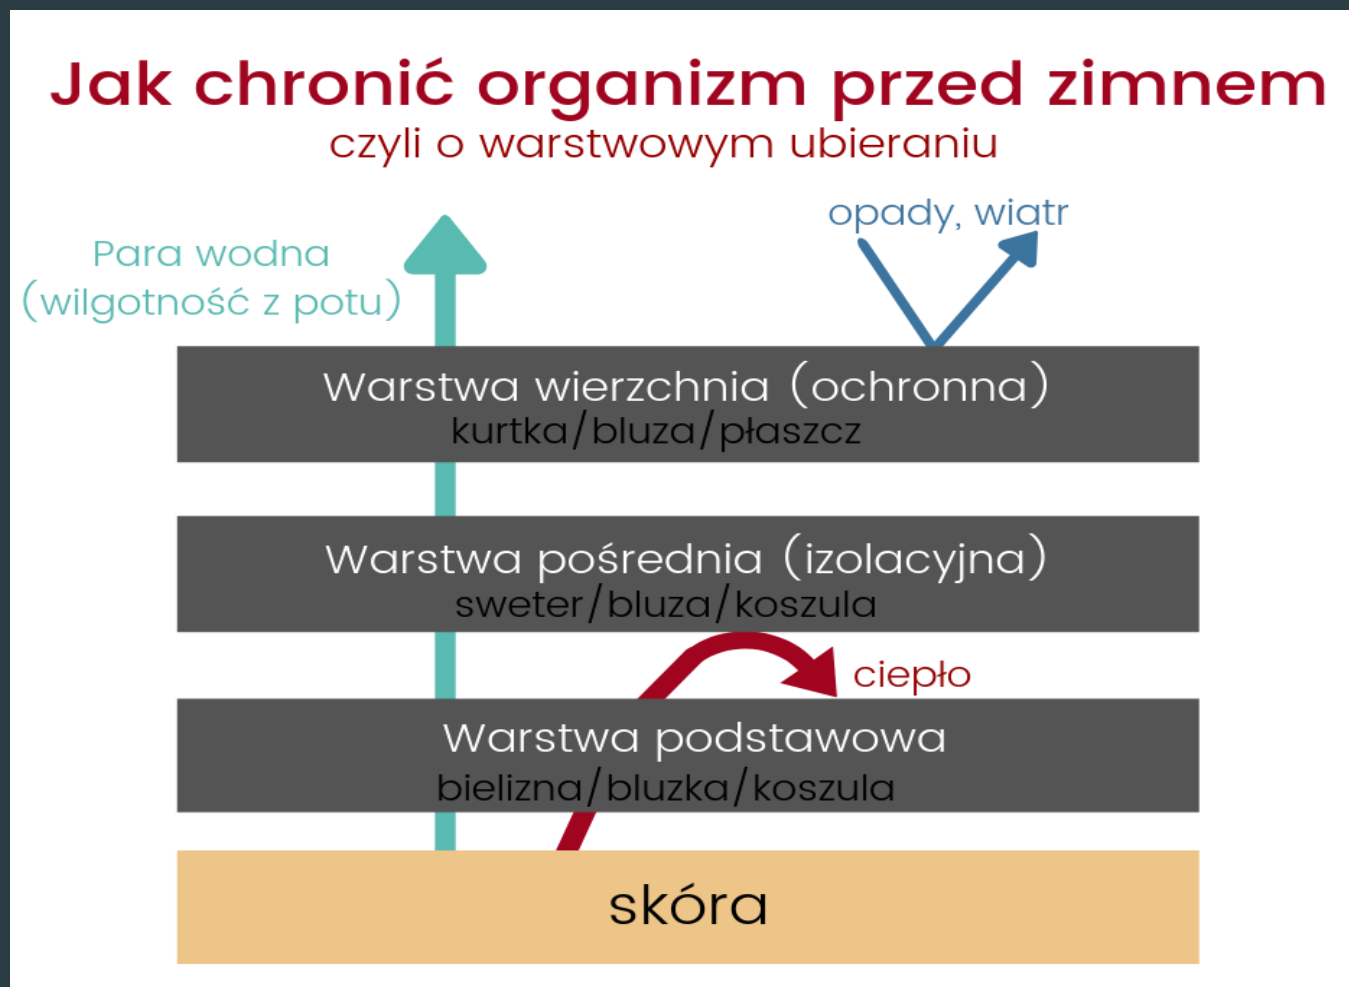 Jak chronić organizm przed zimnem
czyli o warstwowym ubieraniu
opady, wiatr
Para wodna
(wilgotność z potu)
Warstwa wierzchnia (ochronna)
kurtka/bluza/płaszcz
Warstwa pośrednia (izolacyjna)
sweter/bluza/koszula
ciepło
Warstwa podstawowa
bielizna/bluzka/koszula
skóra